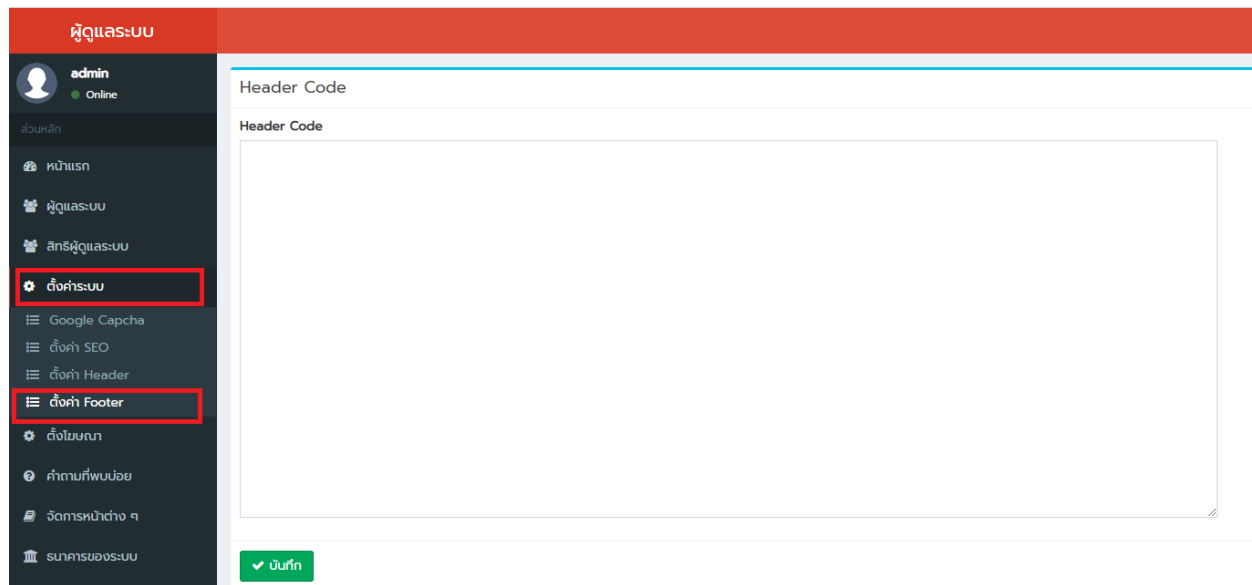 ผู้ดูแลระบบ
admin
Online
ส่วนหลัก
หน้าแรก
ผู้ดูแลระบบ
สิทธิผู้ดูแลระบบ
ตั้งค่าระบบ
Google Capcha
ตั้งค่า SEO
ตั้งค่า Header
ตั้งค่า Footer
ตั้งโฆษณา
คำถามที่พบบ่อย
จัดการหน้าต่าง ๆ
ธนาคารของระบบ
Header Code
Header Code
บันทึก